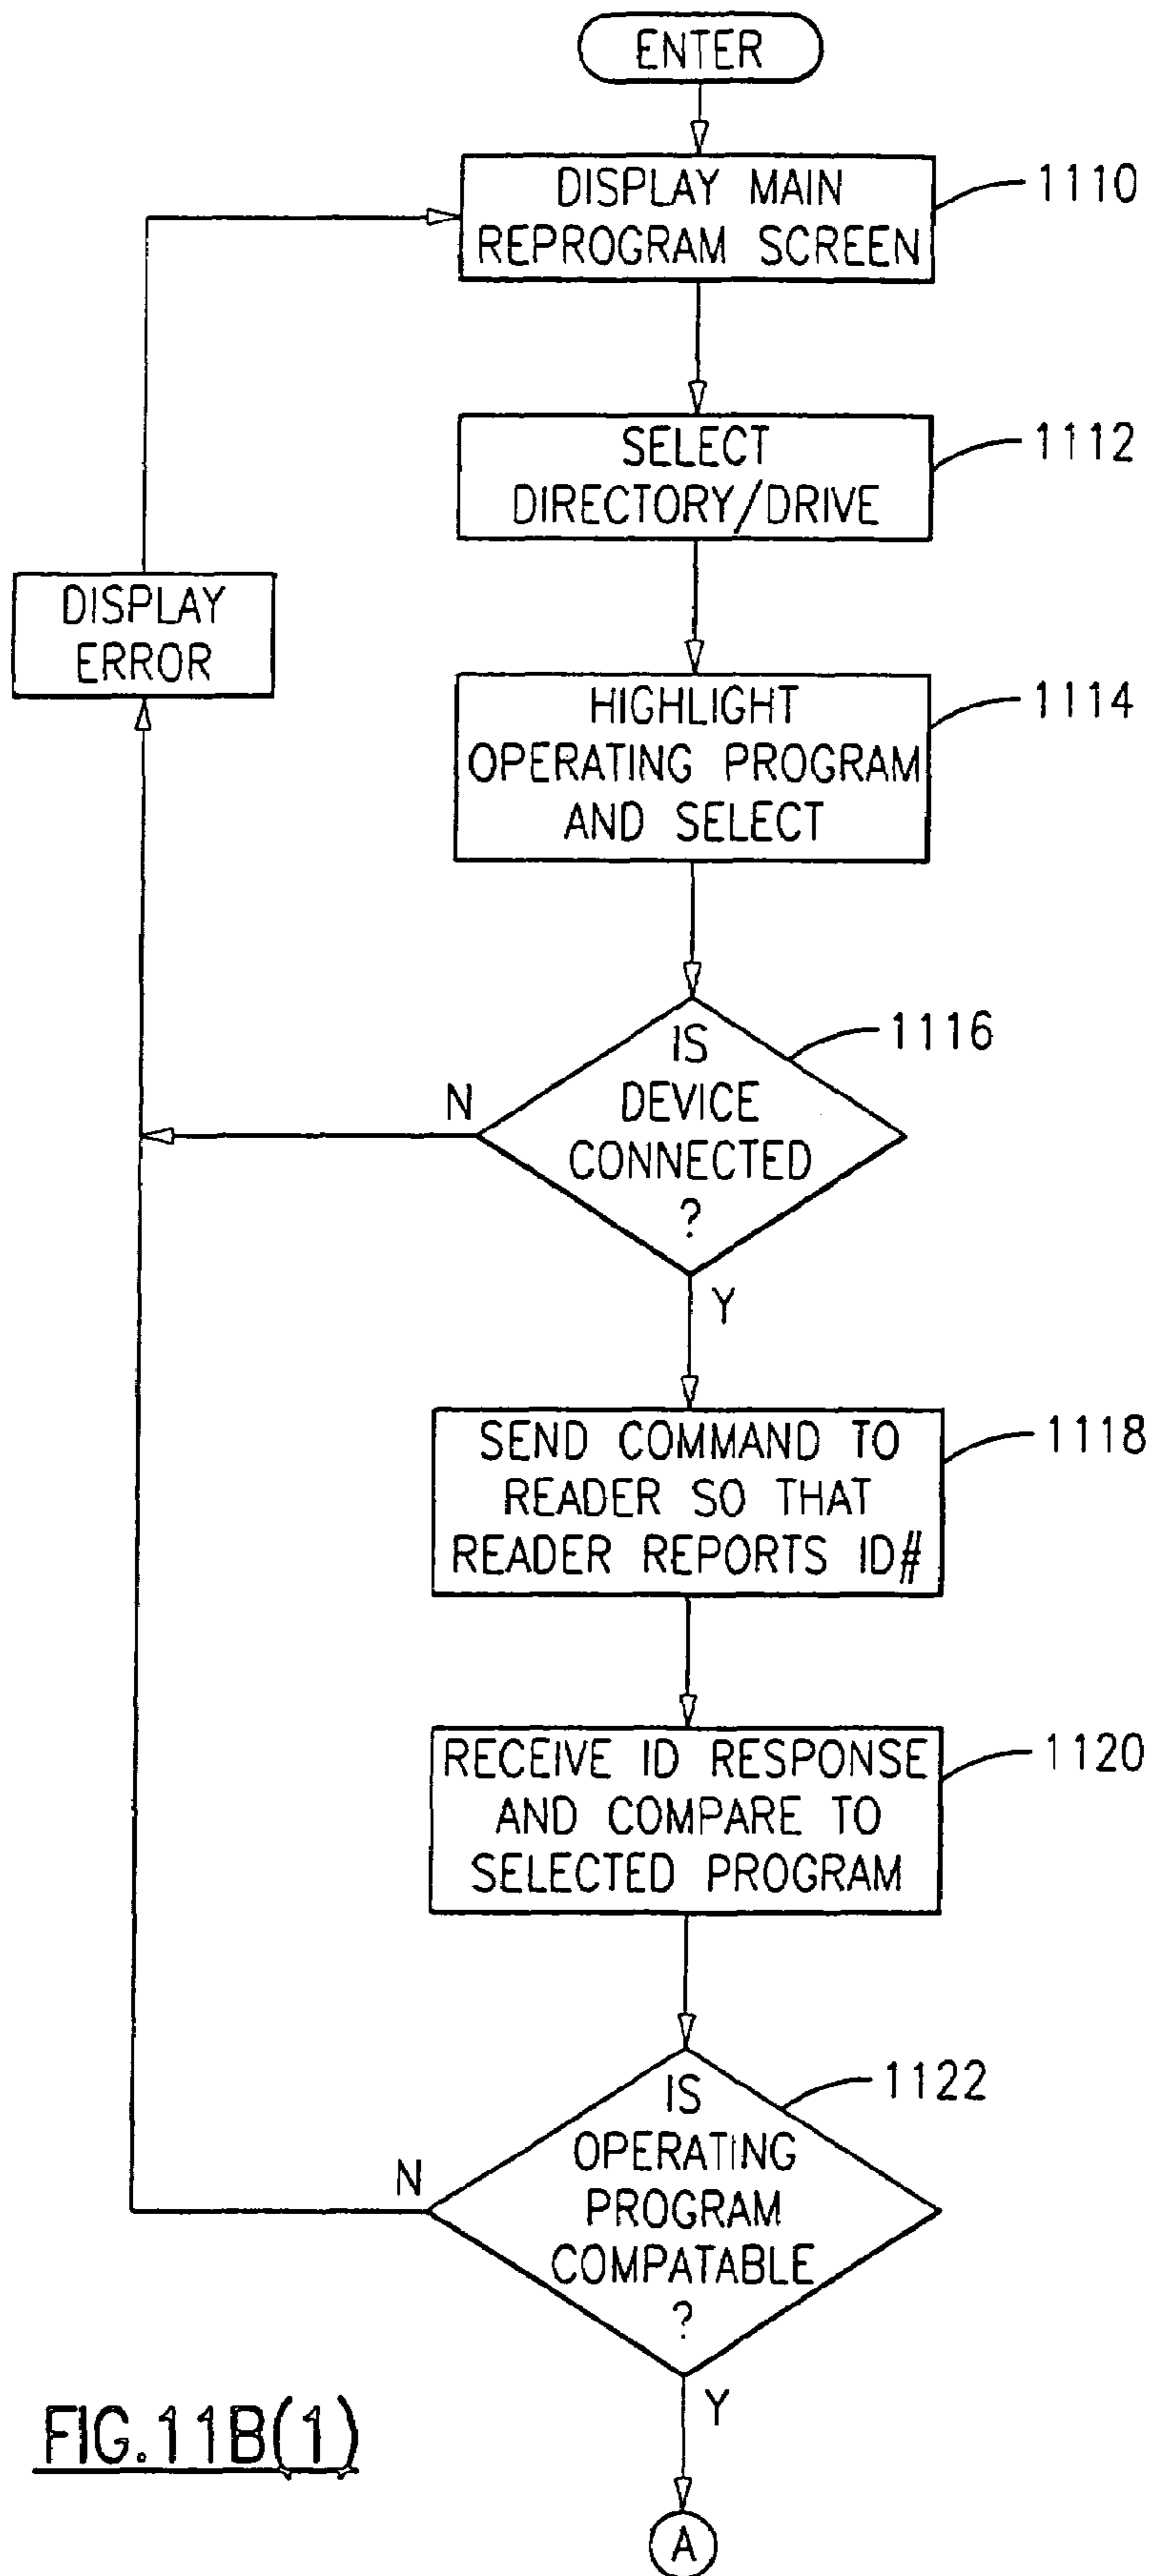 ENTER
DISPLAY MAIN
REPROGRAM SCREEN
1110
SELECT
DIRECTORY/DRIVE
1112
DISPLAY
ERROR
HIGHLIGHT
OPERATING PROGRAM
AND SELECT
1114
IS
DEVICE
CONNECTED
?
1116
N
Y
SEND COMMAND TO
READER SO THAT
READER REPORTS ID#
1118
RECEIVE ID RESPONSE
AND COMPARE TO
SELECTED PROGRAM
1120
IS
OPERATING
PROGRAM
COMPATABLE
?
1122
N
Y
A
FIG.11B(1)